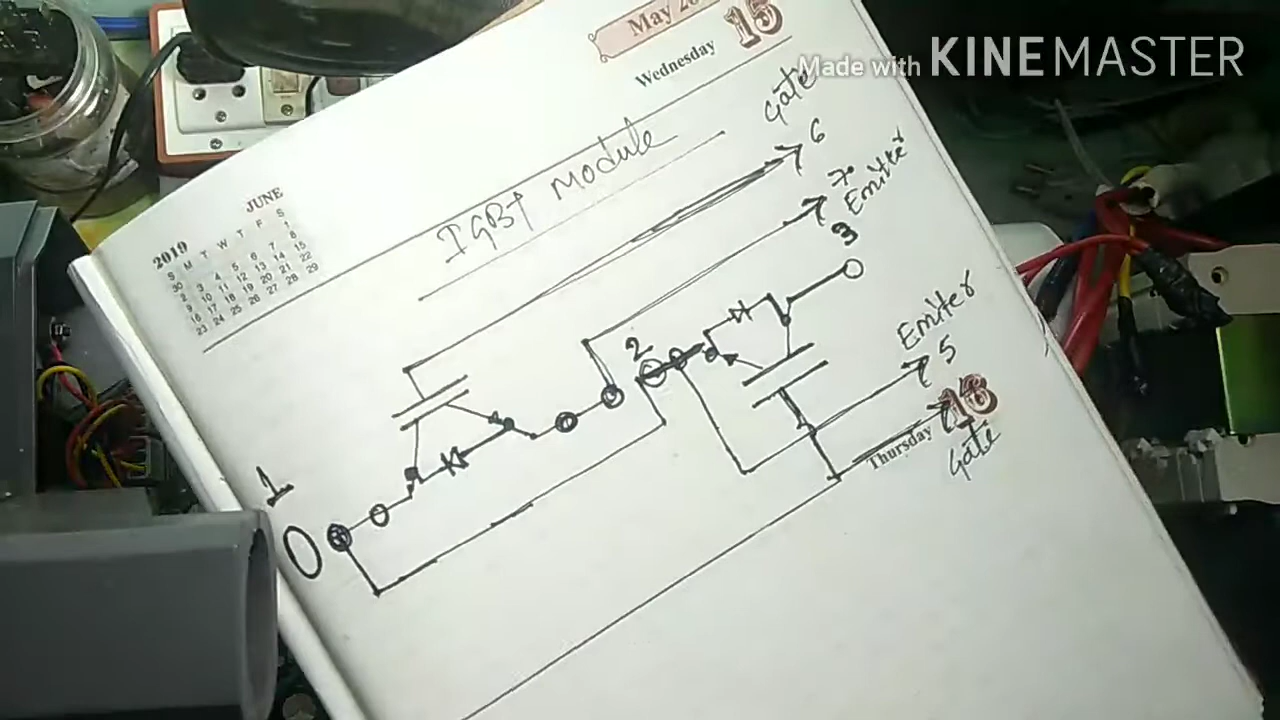 May
Wednesday
15
Made with KINEMASTER
JUNE
2019
S M T W T F S
30 1
2 3 4 5 6 7 8
9 10 11 12 13 14 15
16 17 18 19 20 21 22
23 24 25 26 27 28 29
IGBT Module
Gate
6
7
Emitter
3
2
Emiter
5
Thursday
16
Gate
1